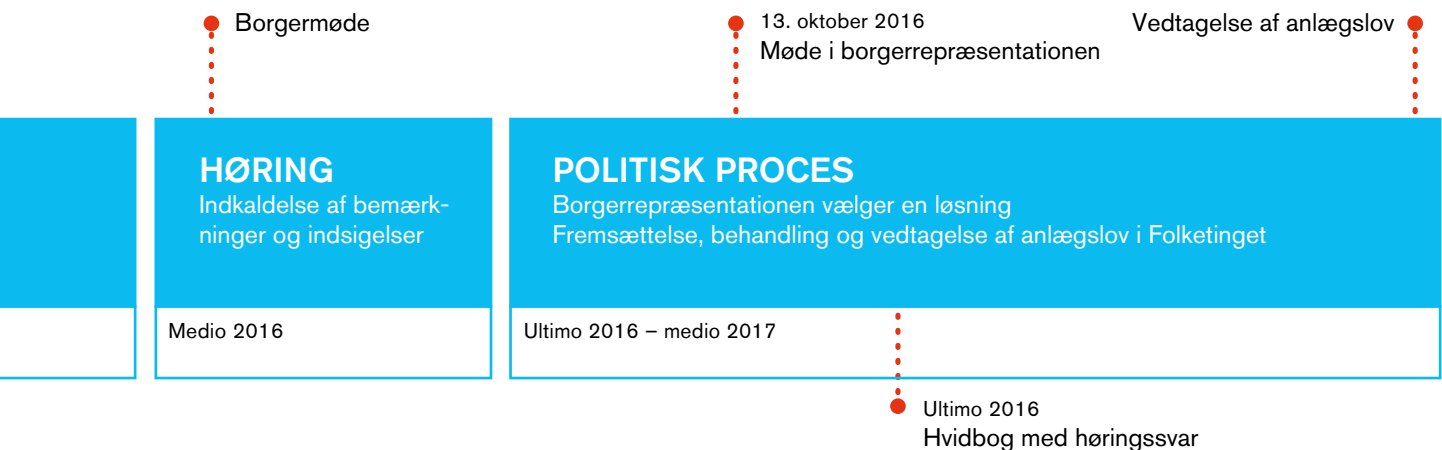 Borgermøde
13. oktober 2016
Møde i borgerrepræsentationen
Vedtagelse af anlægslov
HØRING
Indkaldelse af bemærk-
ninger og indsigelser
Medio 2016
POLITISK PROCES
Borgerrepræsentationen vælger en løsning
Fremsættelse, behandling og vedtagelse af anlægslov i Folketinget
Ultimo 2016 – medio 2017
Ultimo 2016
Hvidbog med høringssvar